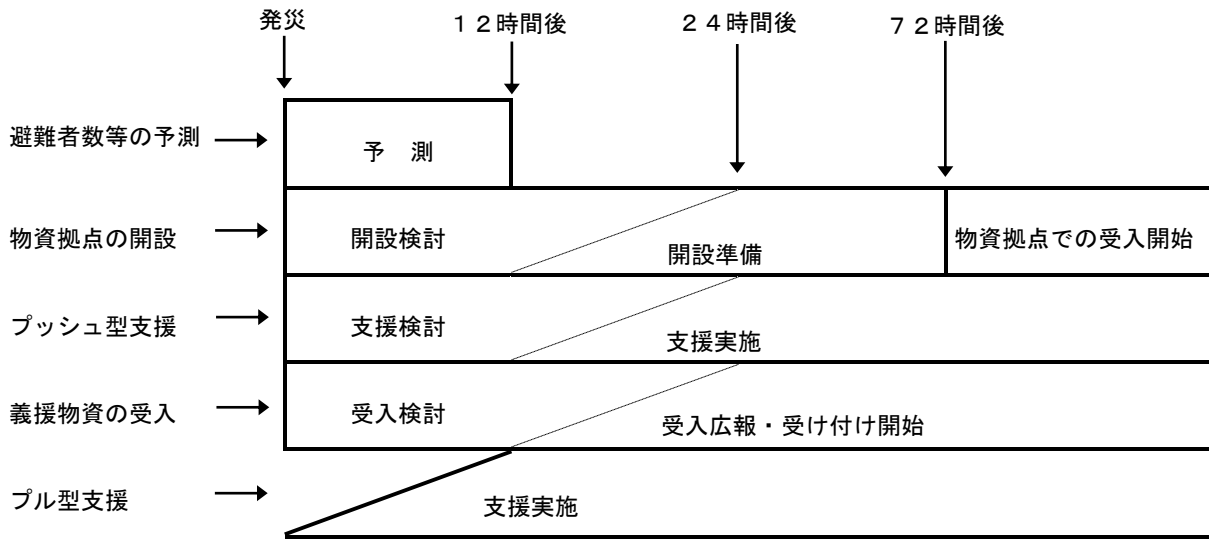 発災
１２時間後
２４時間後
７２時間後
避難者数等の予測
予　測
物資拠点の開設
開設検討
開設準備
物資拠点での受入開始
プッシュ型支援
支援検討
支援実施
義援物資の受入
受入検討
受入広報・受け付け開始
プル型支援
支援実施